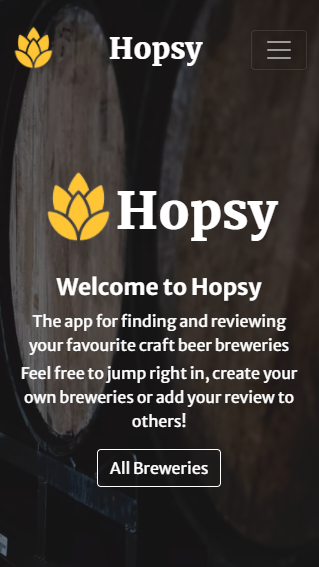 Hopsy
Hopsy
Welcome to Hopsy
The app for finding and reviewing
your favourite craft beer breweries
Feel free to jump right in, create your
own breweries or add your review to
others!
All Breweries